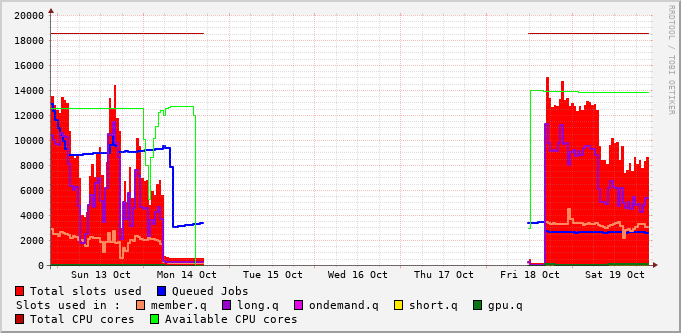 RRDTOOL / TOBI OETIKER
20000
18000
16000
14000
12000
10000
8000
6000
4000
2000
0
Sun 13 Oct Mon 14 Oct Tue 15 Oct Wed 16 Oct Thu 17 Oct Fri 18 Oct Sat 19 Oct
Total slots used Queued Jobs
Slots used in : member.q long.q ondemand.q short.q gpu.q
Total CPU cores Available CPU cores